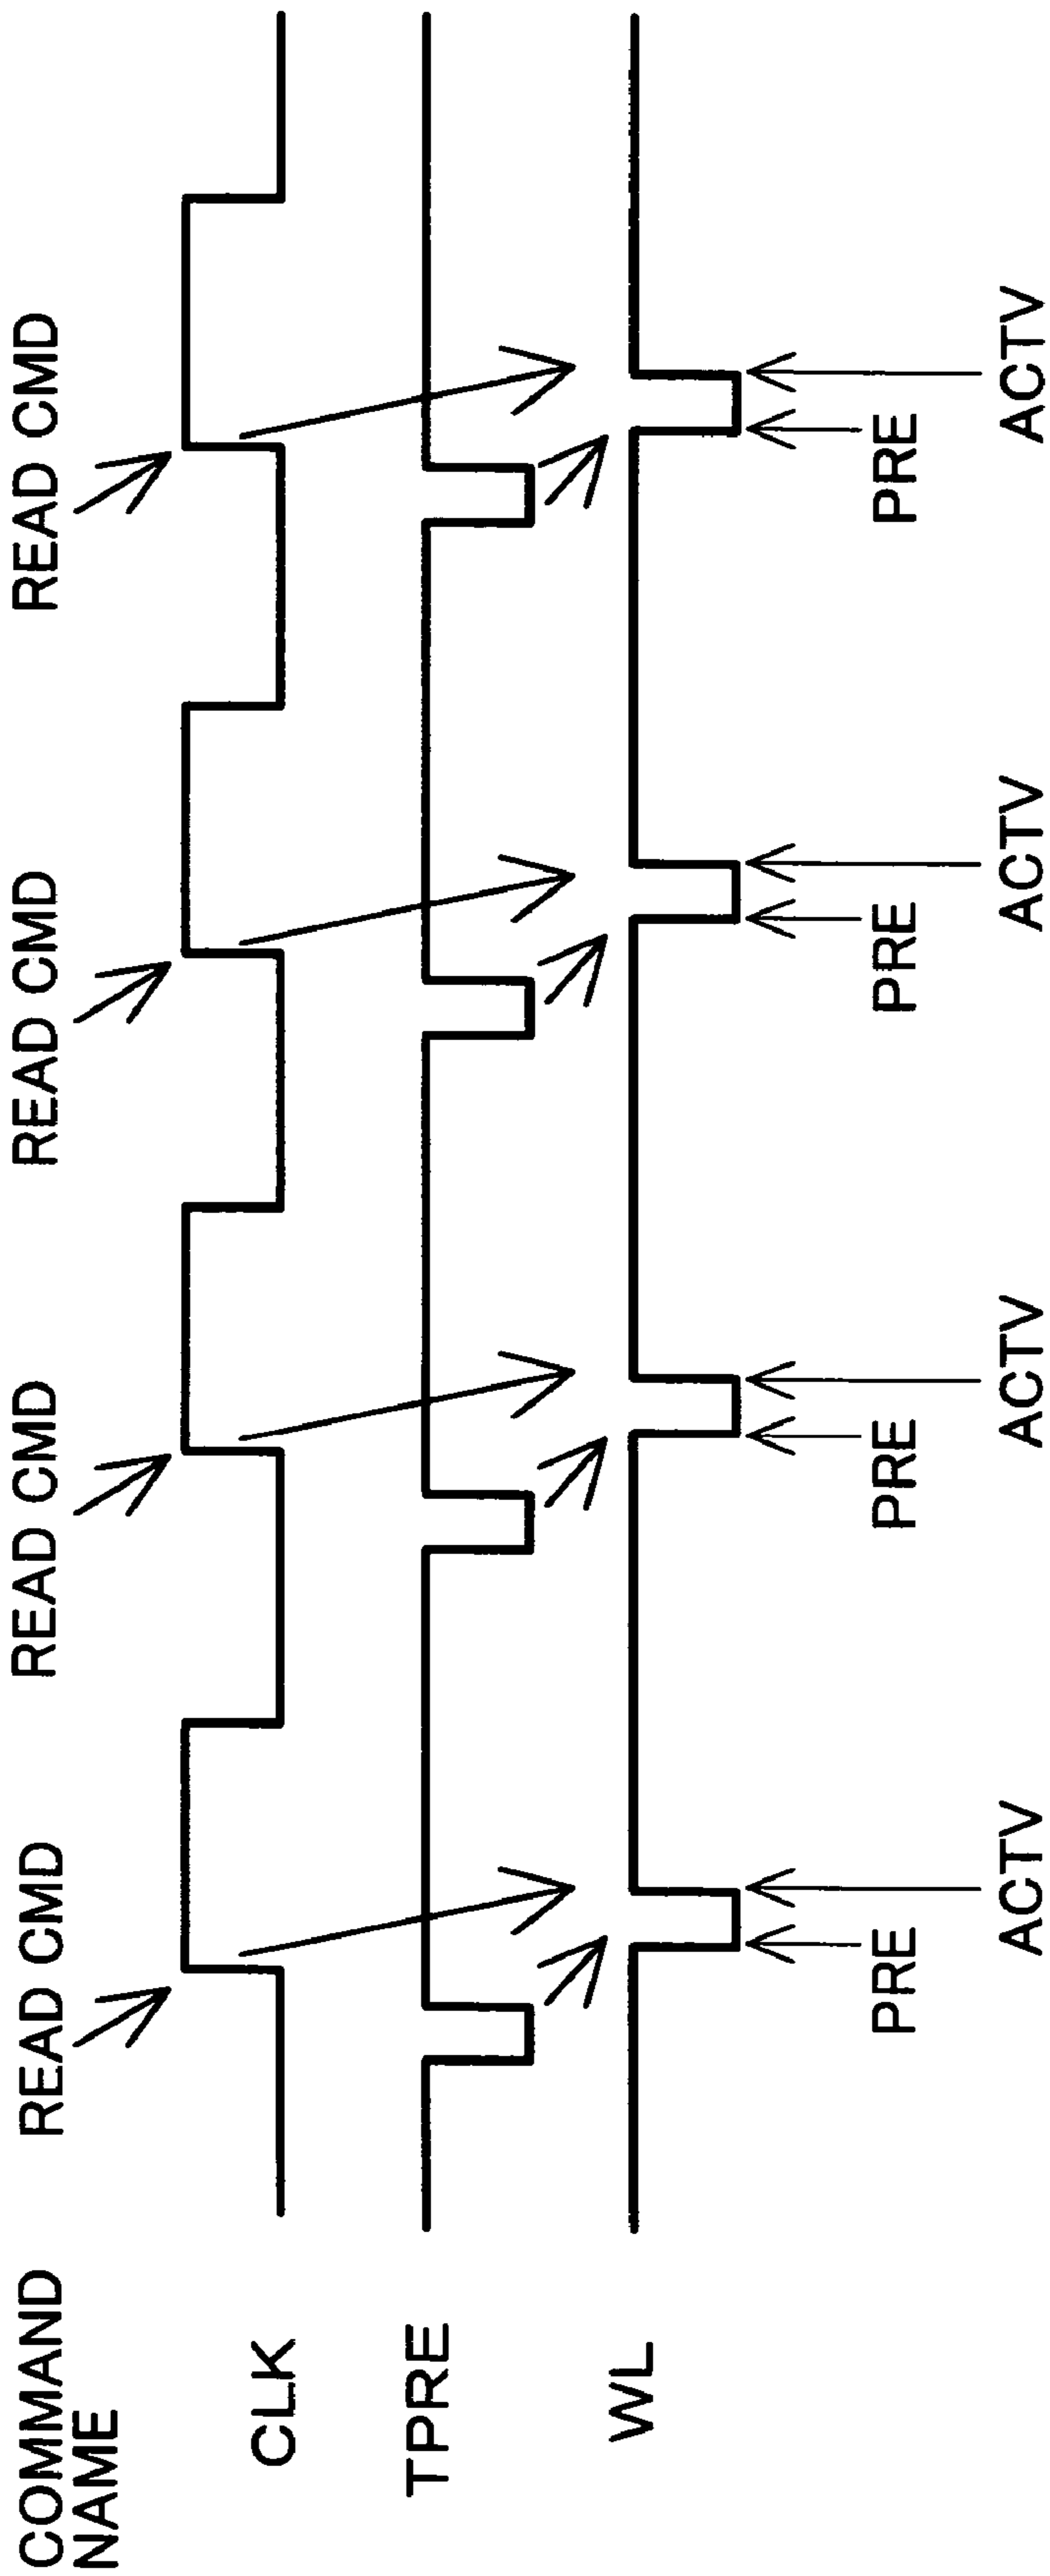 COMMAND
NAME
READ CMD
READ CMD
READ CMD
READ CMD
CLK
TPRE
WL
PRE
PRE
PRE
PRE
ACTV
ACTV
ACTV
ACTV